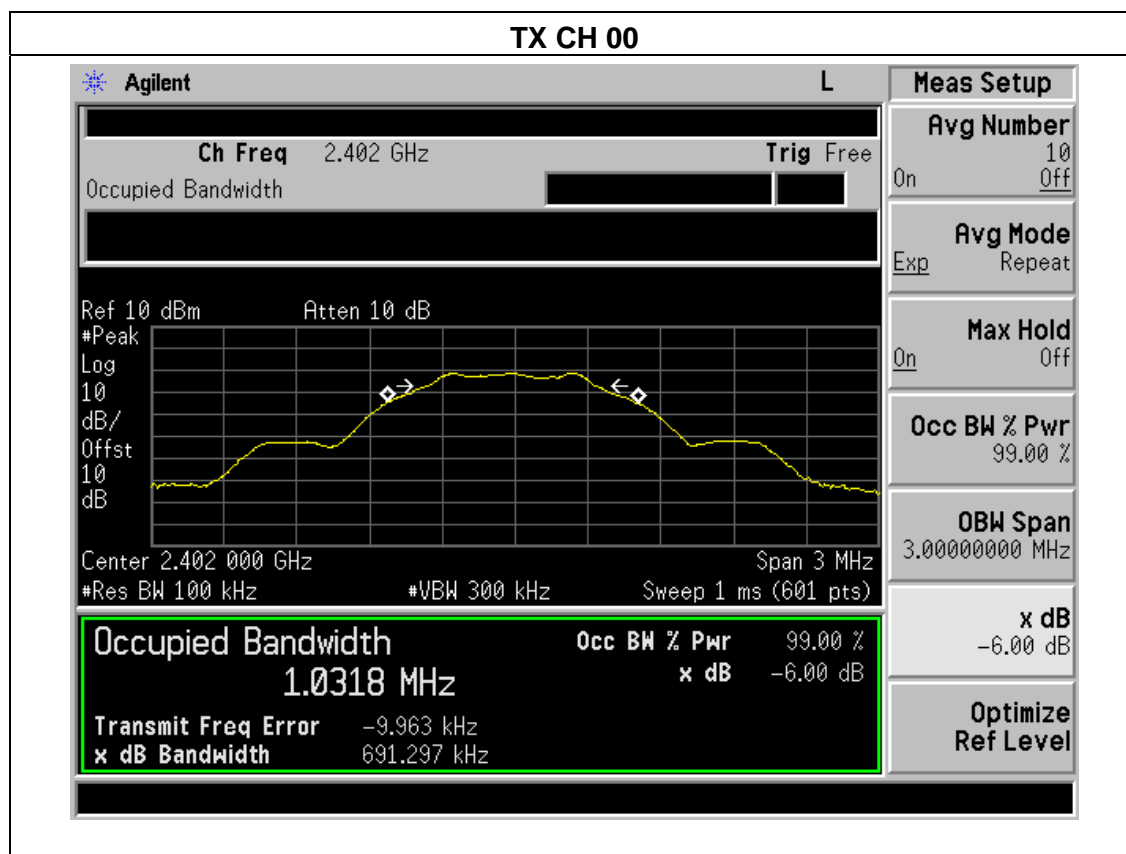 TX CH 00
Agilent L
Ch Freq 2.402 GHz Trig Free
Occupied Bandwidth
Ref 10 dBm Atten 10 dB
#Peak
Log
10
dB/
Offst
10
dB
Center 2.402 000 GHz Span 3 MHz
#Res BW 100 kHz #VBW 300 kHz Sweep 1 ms (601 pts)
Occupied Bandwidth Occ BW % Pwr 99.00 %
1.0318 MHz x dB -6.00 dB
Transmit Freq Error -9.963 kHz
x dB Bandwidth 691.297 kHz
Meas Setup
Avg Number
10
On Off
Avg Mode
Exp Repeat
Max Hold
On Off
Occ BW % Pwr
99.00 %
OBW Span
3.00000000 MHz
x dB
-6.00 dB
Optimize
Ref Level